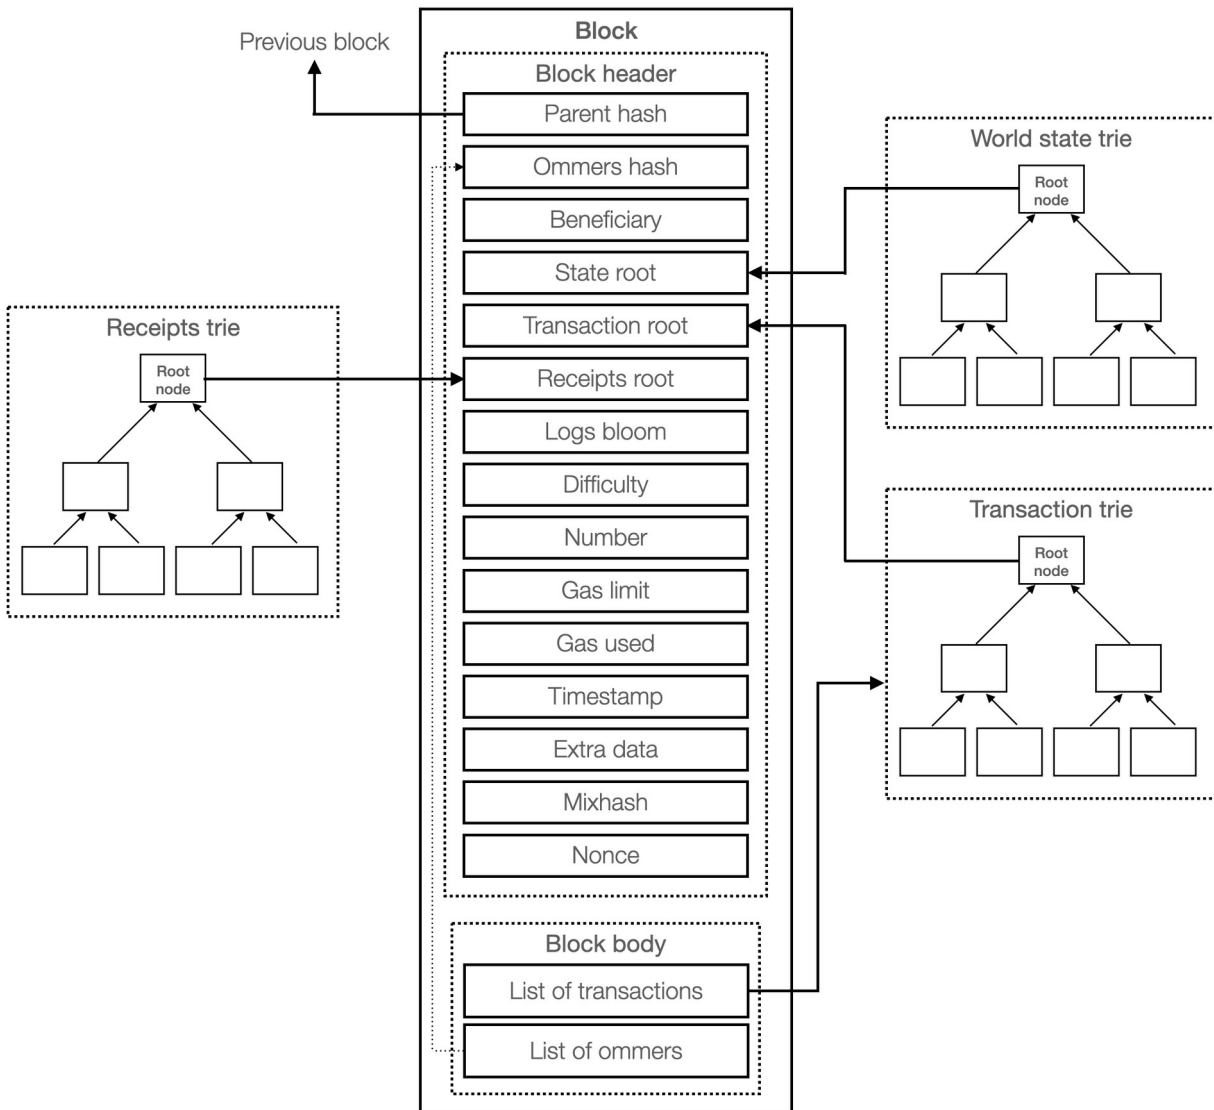 Block
Previous block
Block header
Parent hash
Ommers hash
Beneficiary
State root
Transaction root
Receipts root
Logs bloom
Difficulty
Number
Gas limit
Gas used
Timestamp
Extra data
Mixhash
Nonce
Block body
List of transactions
List of ommers
Receipts trie
Root
node
World state trie
Root
node
Transaction trie
Root
node